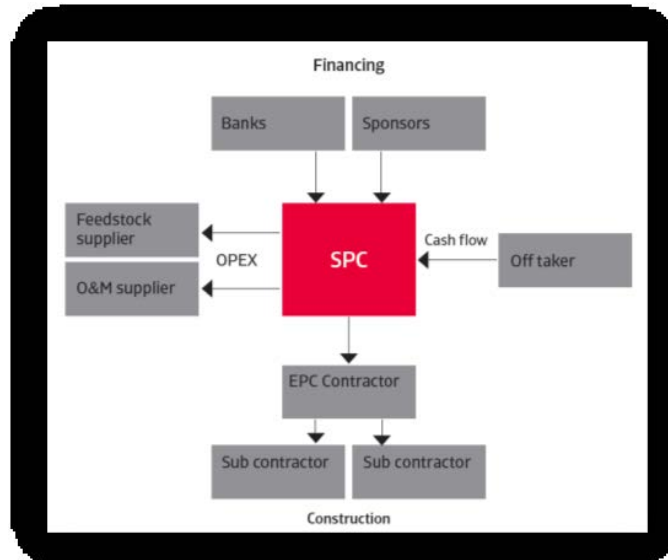 Financing
Banks
Sponsors
Feedstock
supplier
OPEX
O&M supplier
SPC
Cash flow
Off taker
EPC Contractor
Sub contractor
Sub contractor
Construction